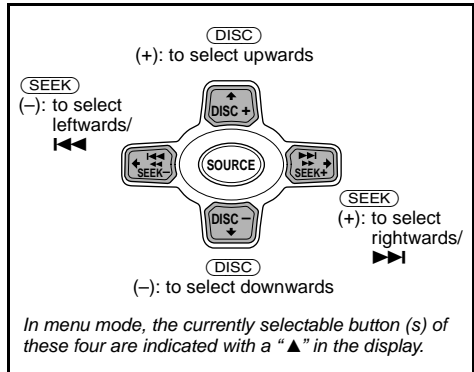 DISC
(+): to select upwards
SEEK
(–): to select
leftwards/
DISC +
SEEK–
SOURCE
SEEK+
DISC –
SEEK
(+): to select
rightwards/
DISC
(–): to select downwards
In menu mode, the currently selectable button (s) of
these four are indicated with a “▲” in the display.